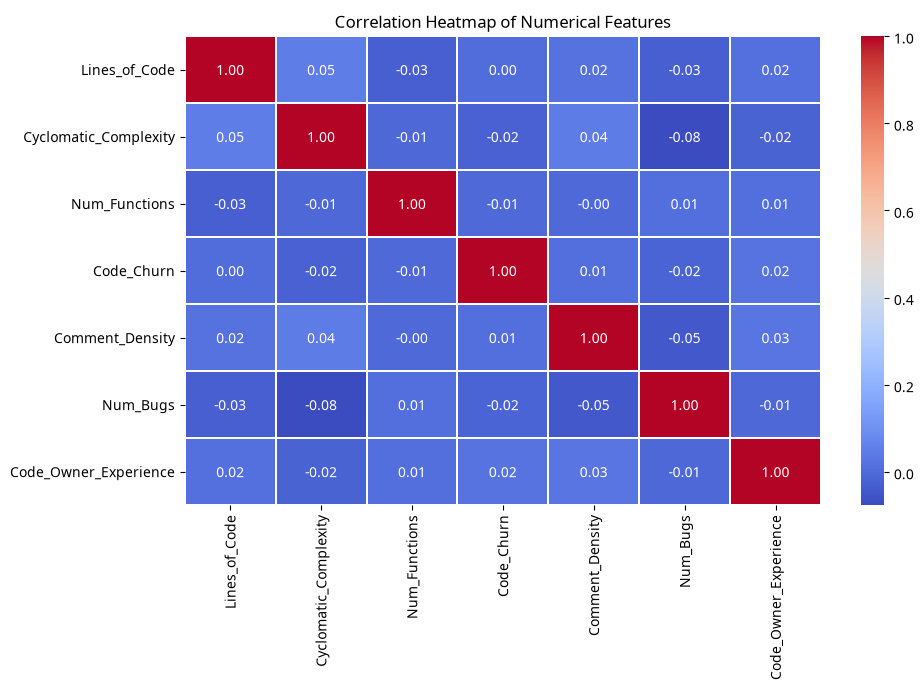 Correlation Heatmap of Numerical Features
Lines_of_Code 1.00 0.05 -0.03 0.00 0.02 -0.03 0.02
Cyclomatic_Complexity 0.05 1.00 -0.01 -0.02 0.04 -0.08 -0.02
Num_Functions -0.03 -0.01 1.00 -0.01 -0.00 0.01 0.01
Code_Churn 0.00 -0.02 -0.01 1.00 0.01 -0.02 0.02
Comment_Density 0.02 0.04 -0.00 0.01 1.00 -0.05 0.03
Num_Bugs -0.03 -0.08 0.01 -0.02 -0.05 1.00 -0.01
Code_Owner_Experience 0.02 -0.02 0.01 0.02 0.03 -0.01 1.00
Lines_of_Code
Cyclomatic_Complexity
Num_Functions
Code_Churn
Comment_Density
Num_Bugs
Code_Owner_Experience
1.0
0.8
0.6
0.4
0.2
0.0